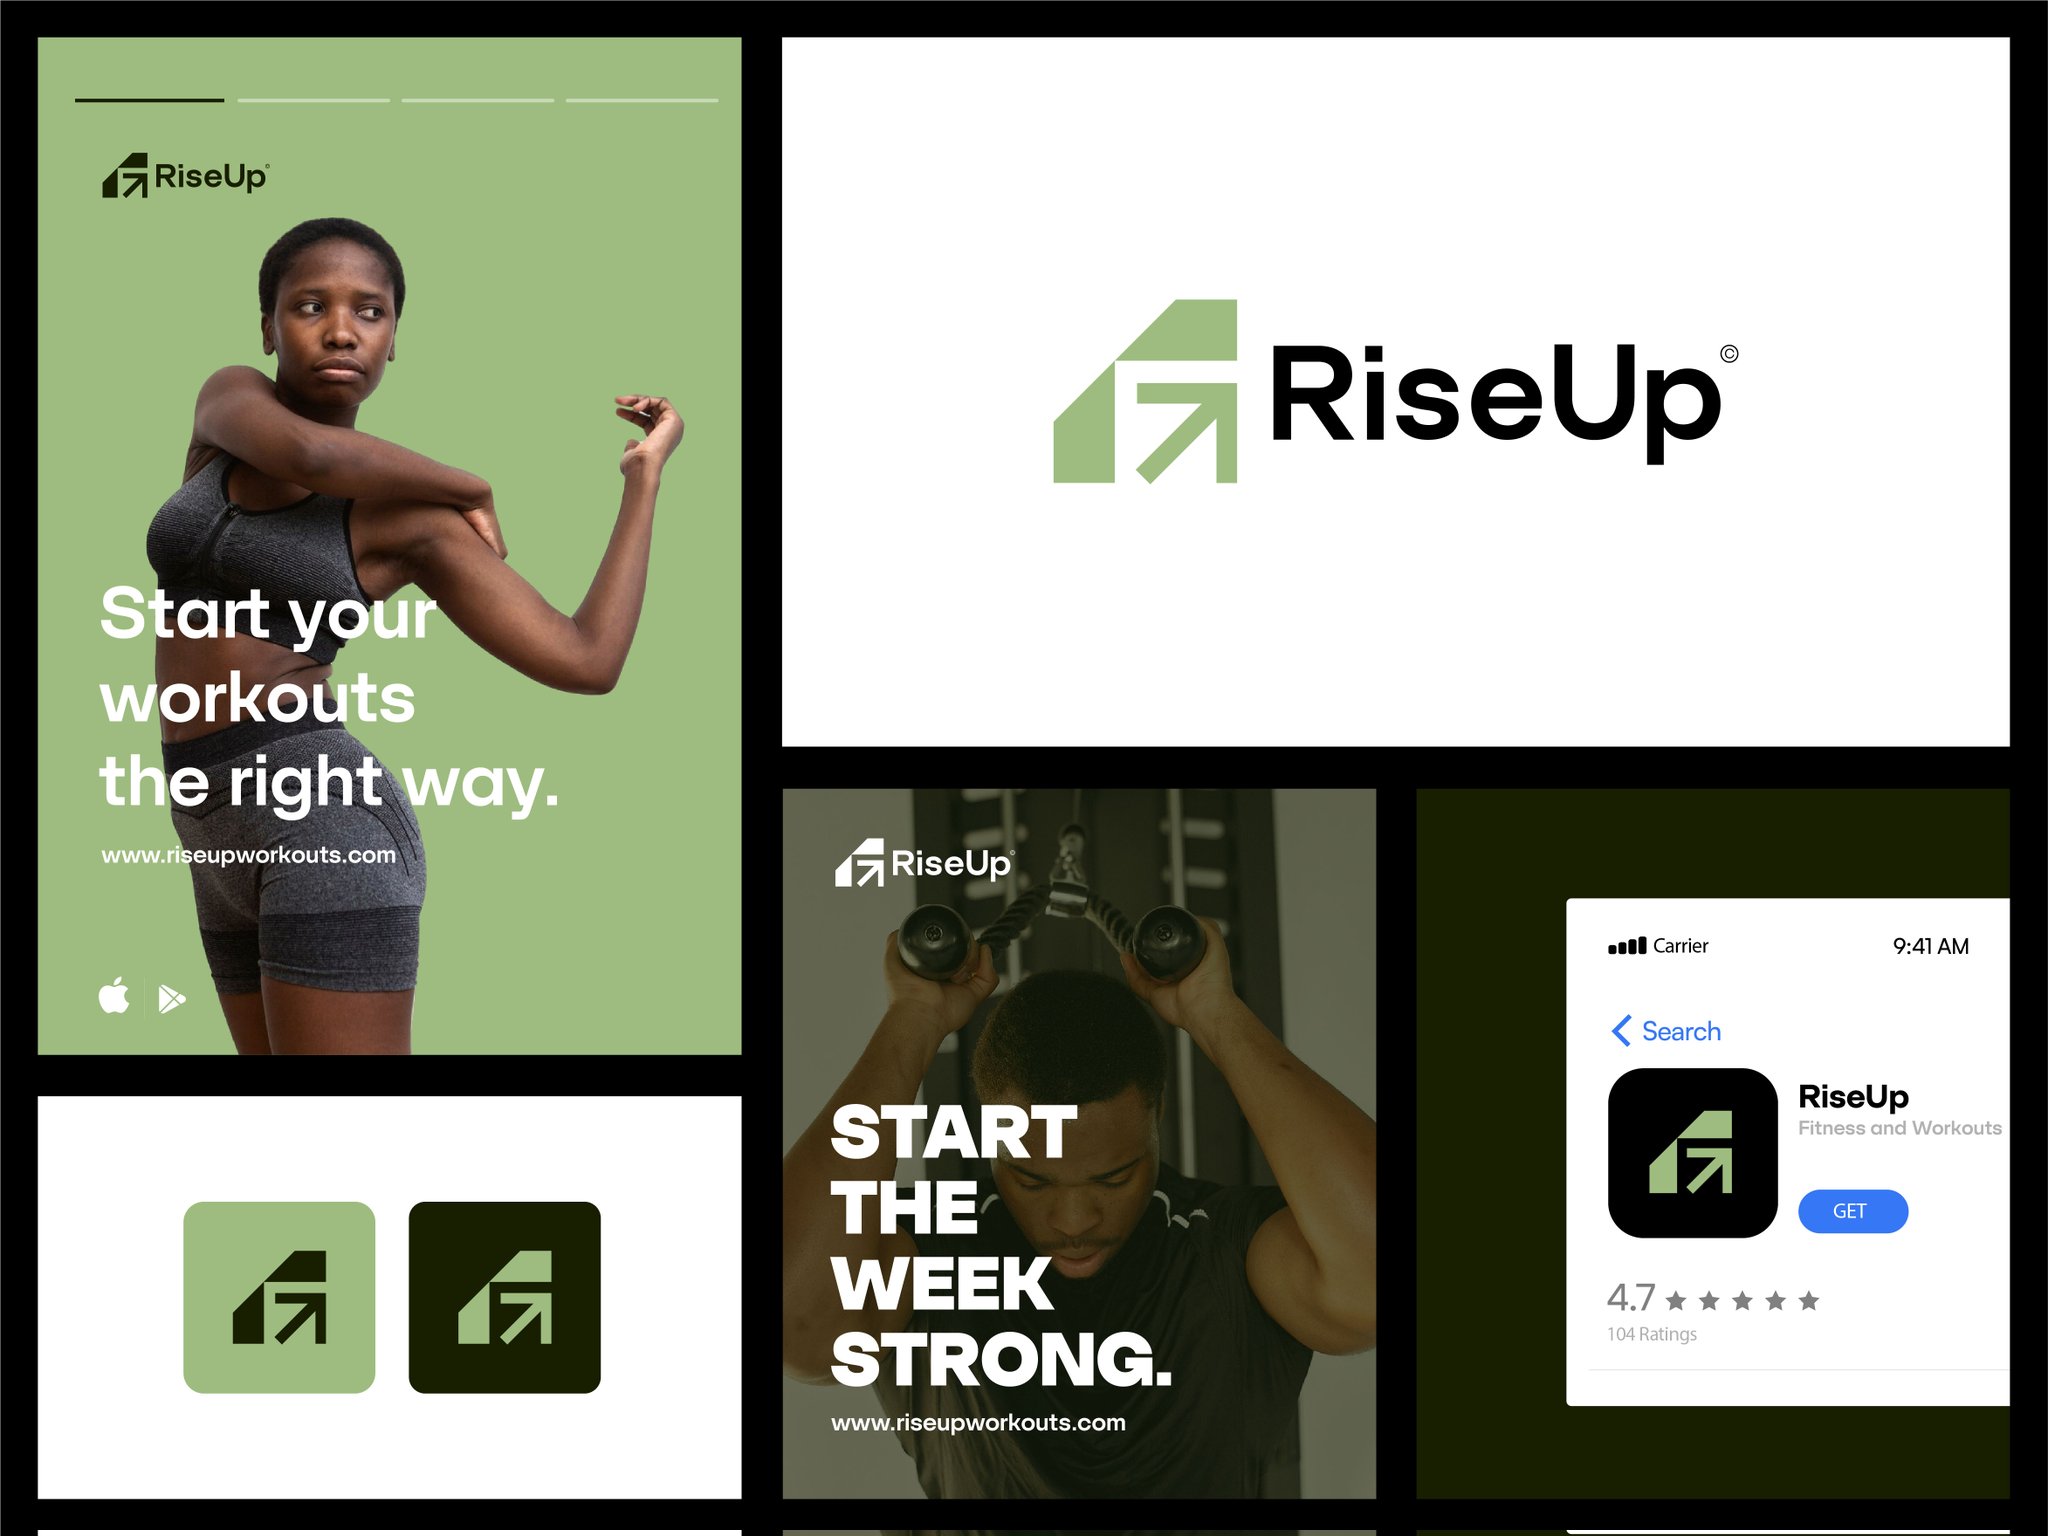 RiseUp
Start your
workouts
the right way.
www.riseupworkouts.com
RiseUp©
RiseUp
START
THE
WEEK
STRONG.
www.riseupworkouts.com
Carrier 9:41 AM
Search
RiseUp
Fitness and Workouts
GET
4.7
104 Ratings